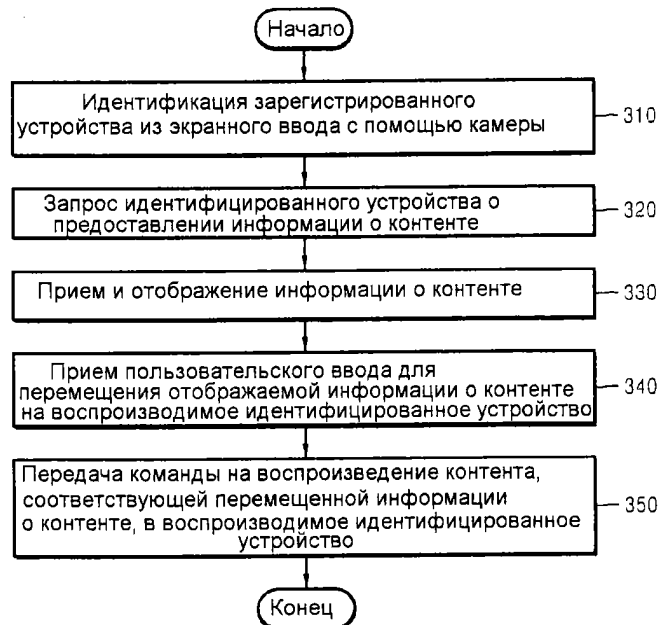 Начало
Идентификация зарегистрированного
устройства из экранного ввода с помощью камеры
310
Запрос идентифицированного устройства о
предоставлении информации о контенте
320
Прием и отображение информации о контенте
330
Прием пользовательского ввода для
перемещения отображаемой информации о контенте
на воспроизводимое идентифицированное устройство
340
Передача команды на воспроизведение контента,
соответствующей перемещенной информации
о контенте, в воспроизводимое идентифицированное
устройство
350
Конец